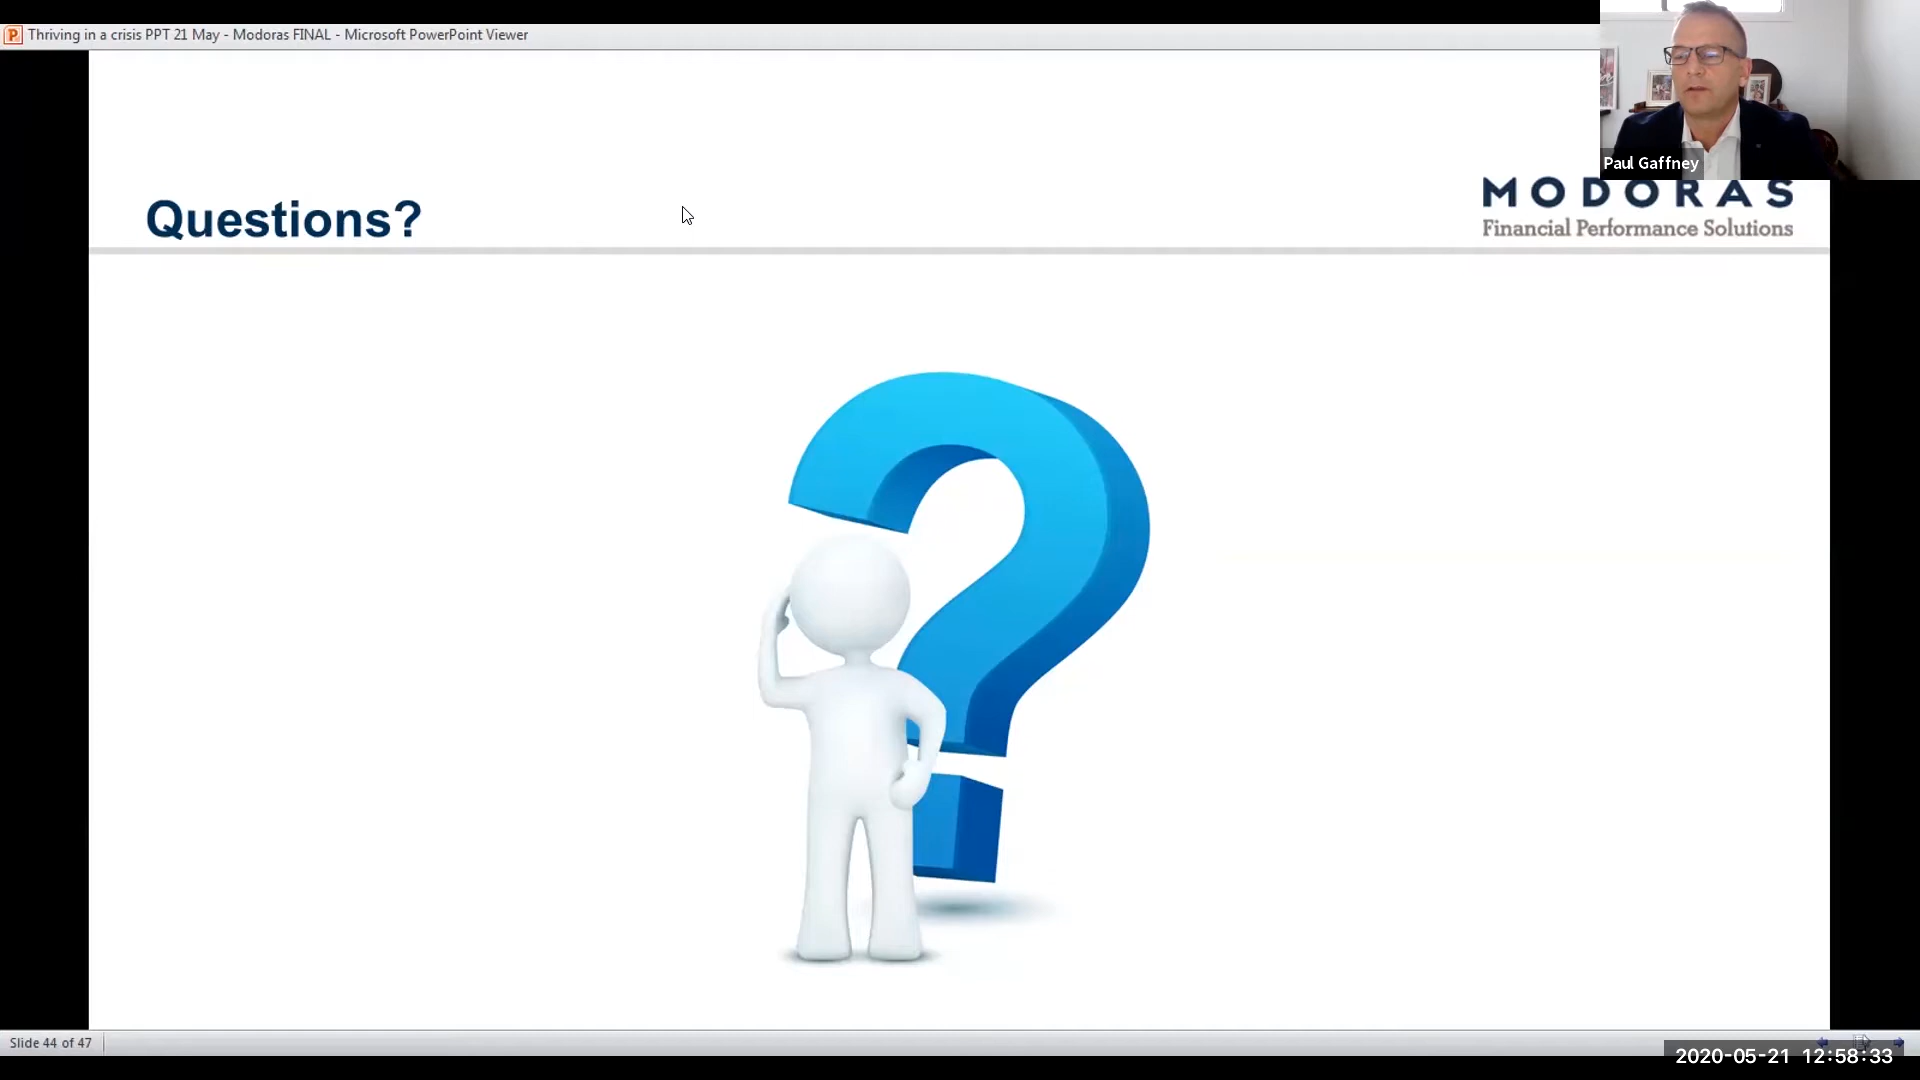 Thriving in a crisis PPT 21 May - Modoras FINAL - Microsoft PowerPoint Viewer
Paul Gaffney
MODORAS
Financial Performance Solutions
Questions?
Slide 44 of 47
2020-05-21 12:58:33